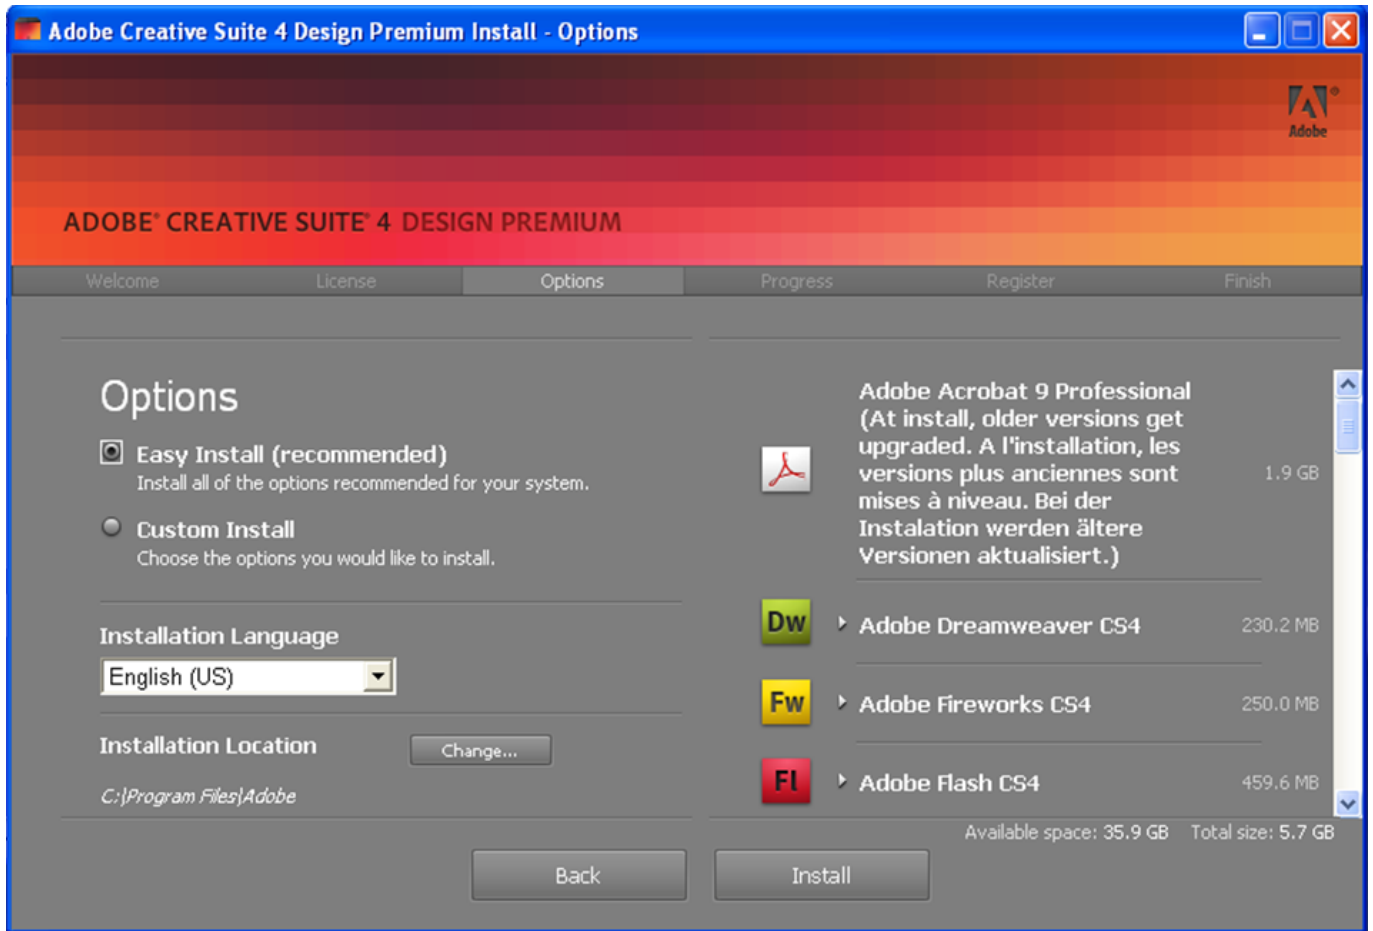 Adobe Creative Suite 4 Design Premium Install - Options
Adobe
ADOBE® CREATIVE SUITE® 4 DESIGN PREMIUM
Welcome License Options Progress Register Finish
Options
Easy Install (recommended)
Install all of the options recommended for your system.
Custom Install
Choose the options you would like to install.
Installation Language
English (US)
Installation Location Change...
C:\Program Files\Adobe
Adobe Acrobat 9 Professional
(At install, older versions get
upgraded. A l'installation, les
versions plus anciennes sont
mises à niveau. Bei der
Instalation werden ältere
Versionen aktualisiert.)
1.9 GB
Dw Adobe Dreamweaver CS4 230.2 MB
Fw Adobe Fireworks CS4 250.0 MB
Fl Adobe Flash CS4 459.6 MB
Available space: 35.9 GB Total size: 5.7 GB
Back Install